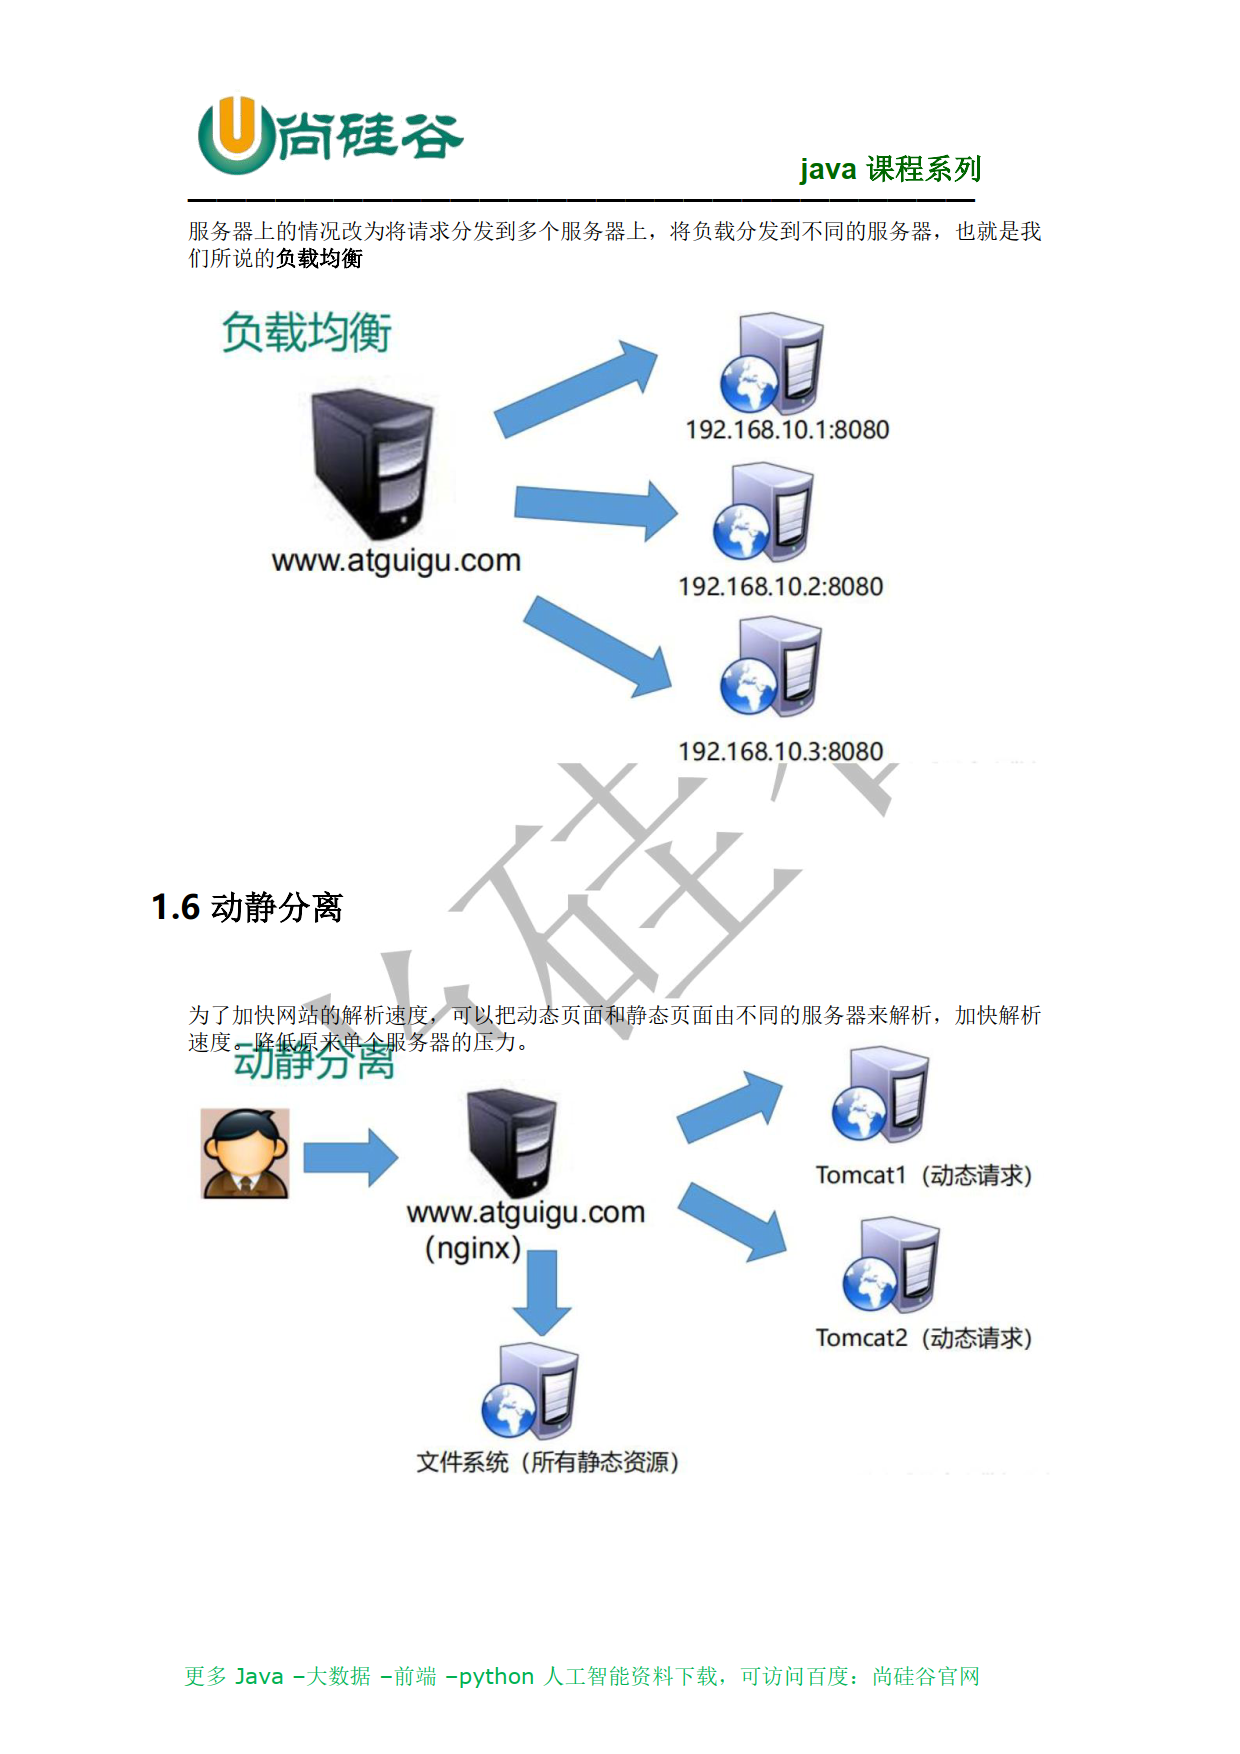 尚硅谷
java 课程系列
服务器上的情况改为将请求分发到多个服务器上，将负载分发到不同的服务器，也就是我
们所说的负载均衡
负载均衡
192.168.10.1:8080
www.atguigu.com
192.168.10.2:8080
192.168.10.3:8080
1.6 动静分离
为了加快网站的解析速度，可以把动态页面和静态页面由不同的服务器来解析，加快解析
速度。降低原来单个服务器的压力。
动静分离
Tomcat1（动态请求）
www.atguigu.com
（nginx）
Tomcat2（动态请求）
文件系统（所有静态资源）
更多 Java –大数据 –前端 –python 人工智能资料下载，可访问百度：尚硅谷官网